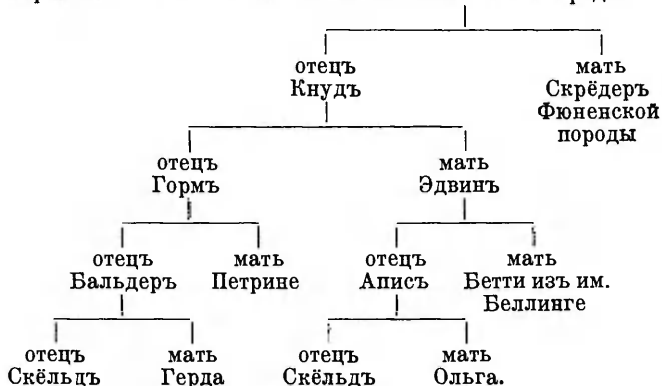 отецъ мать
Кнудъ Скрёдеръ
Фюненской
породы
отецъ мать
Гормъ Эдвинъ
отецъ мать отецъ мать
Бальдеръ Петрине Аписъ Бетти изъ им.
Беллинге
отецъ мать отецъ мать
Скёльдъ Герда Скёльдъ Ольга.